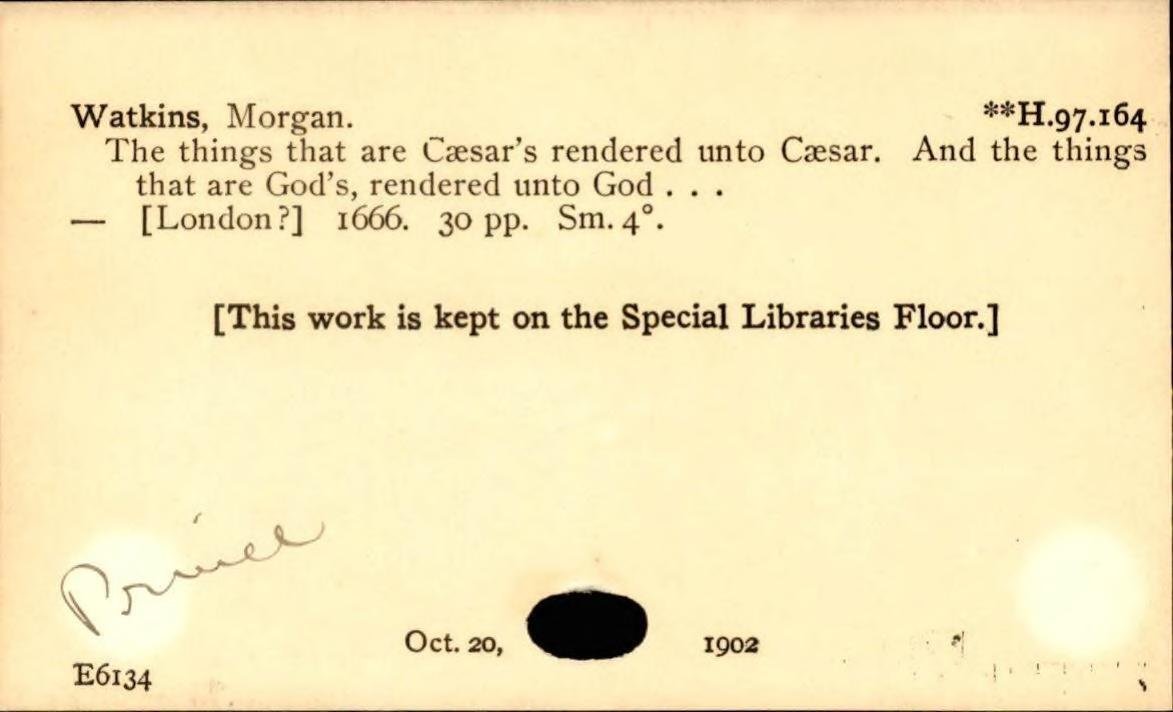 Watkins, Morgan. **H.97.164
The things that are Cæsar's rendered unto Cæsar. And the things
that are God's, rendered unto God . . .
— [London?] 1666. 30 pp. Sm. 4°.
[This work is kept on the Special Libraries Floor.]
Prince
Oct. 20, 1902
E6134